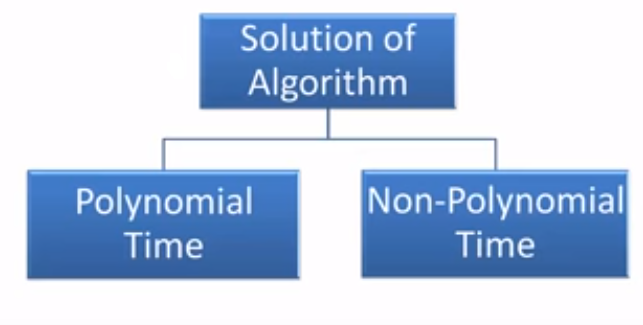 Solution of
Algorithm
Polynomial
Time
Non-Polynomial
Time